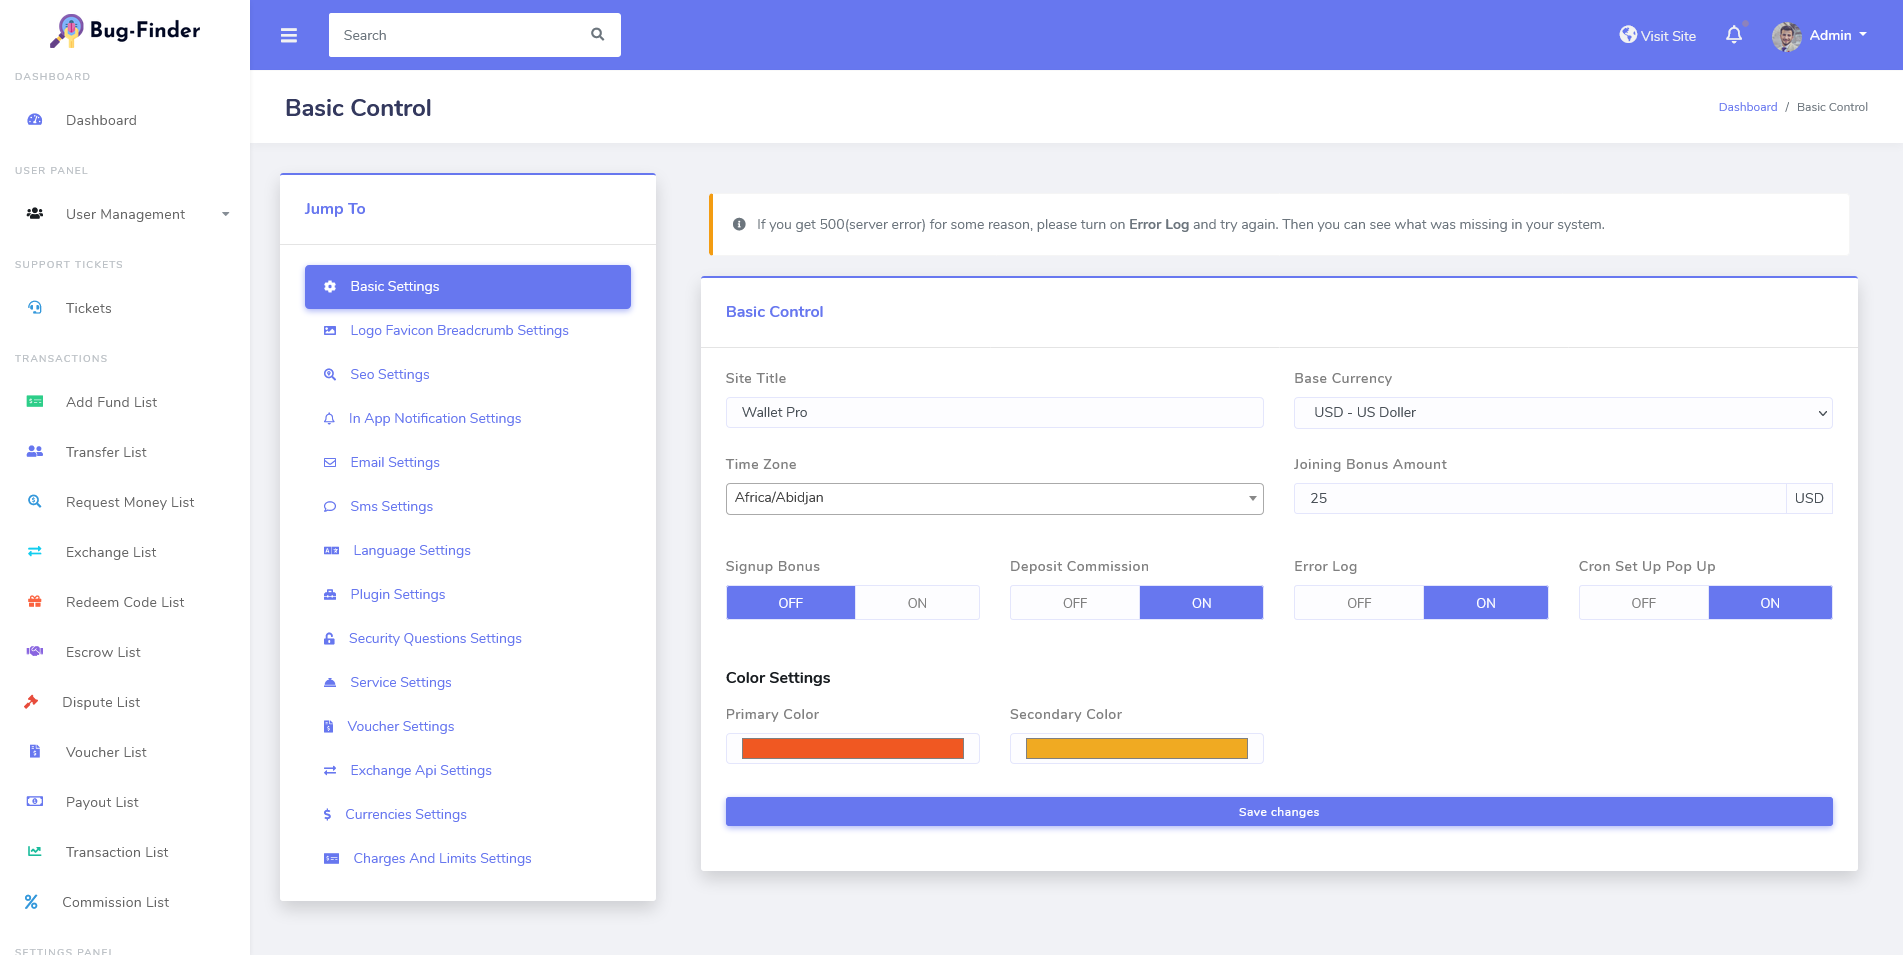 Bug-Finder
Search
Visit Site
Admin
DASHBOARD
Dashboard
USER PANEL
User Management
SUPPORT TICKETS
Tickets
TRANSACTIONS
Add Fund List
Transfer List
Request Money List
Exchange List
Redeem Code List
Escrow List
Dispute List
Voucher List
Payout List
Transaction List
Commission List
SETTINGS PANEL
Basic Control
Dashboard / Basic Control
Jump To
Basic Settings
Logo Favicon Breadcrumb Settings
Seo Settings
In App Notification Settings
Email Settings
Sms Settings
Language Settings
Plugin Settings
Security Questions Settings
Service Settings
Voucher Settings
Exchange Api Settings
Currencies Settings
Charges And Limits Settings
If you get 500(server error) for some reason, please turn on Error Log and try again. Then you can see what was missing in your system.
Basic Control
Site Title
Wallet Pro
Base Currency
USD - US Doller
Time Zone
Africa/Abidjan
Joining Bonus Amount
25 USD
Signup Bonus
OFF ON
Deposit Commission
OFF ON
Error Log
OFF ON
Cron Set Up Pop Up
OFF ON
Color Settings
Primary Color
Secondary Color
Save changes